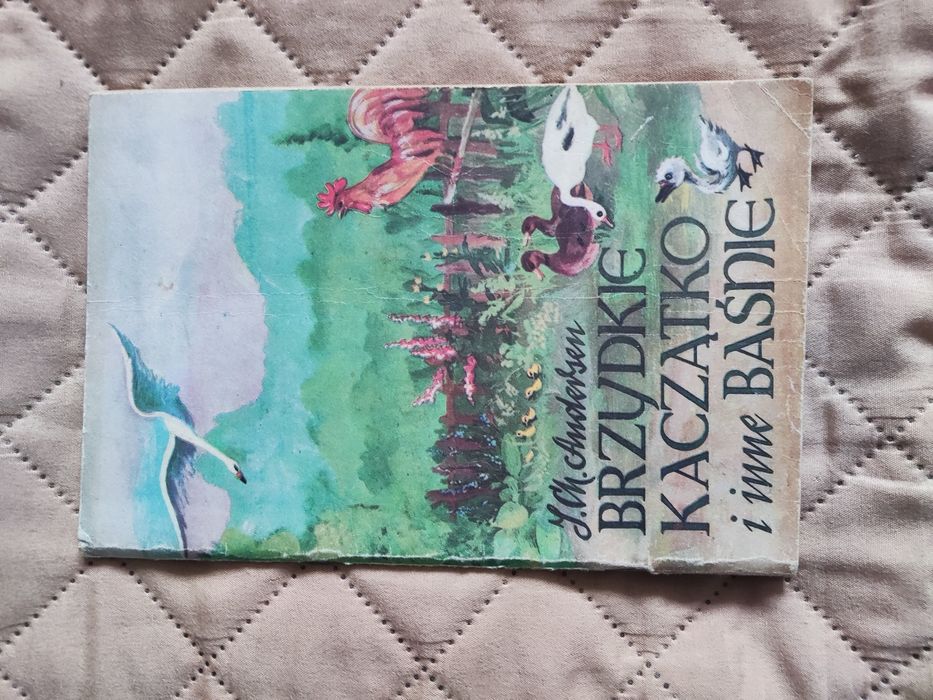 J.Ch. Andersen
BRZYDKIE
KACZĄTKO
i inne BAŚNIE